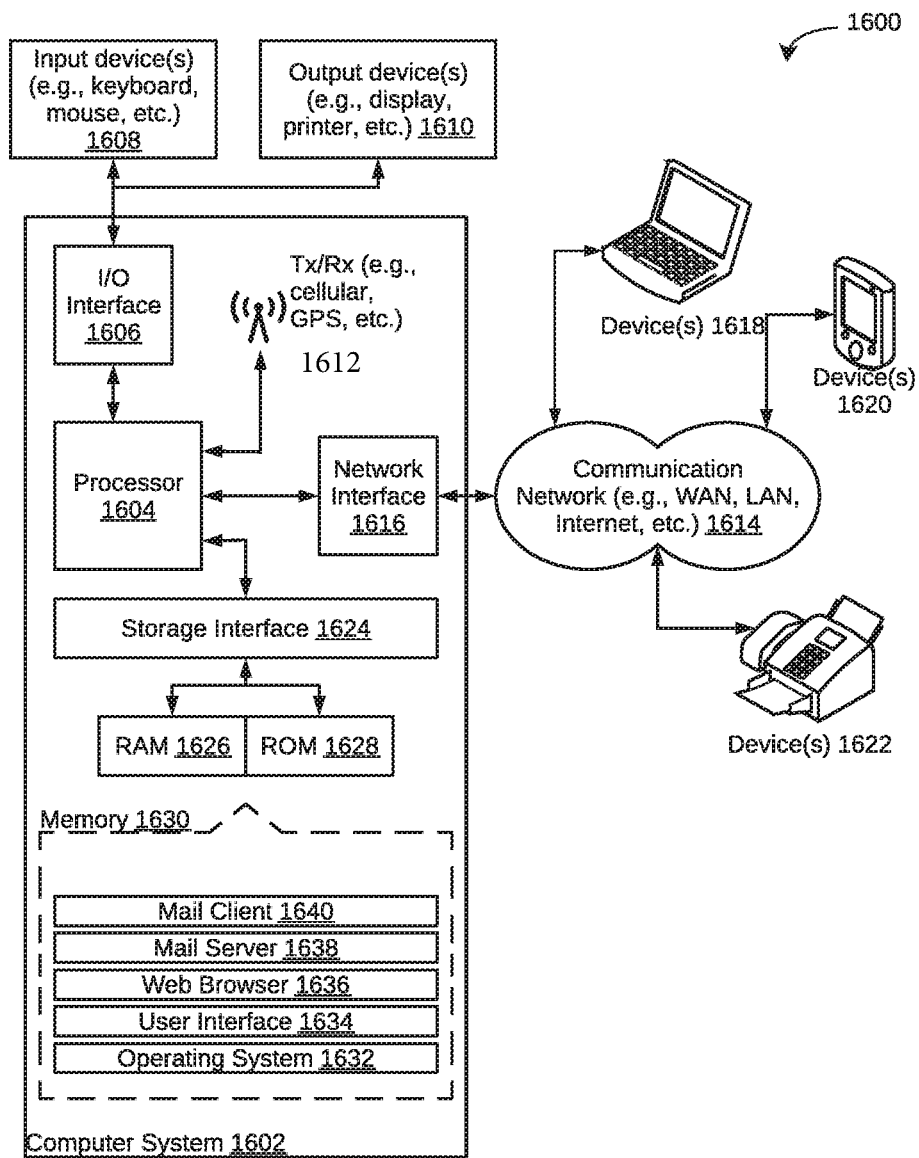 1600
Input device(s)
(e.g., keyboard,
mouse, etc.)
1608
Output device(s)
(e.g., display,
printer, etc.) 1610
I/O
Interface
1606
Tx/Rx (e.g.,
cellular,
GPS, etc.)
1612
Device(s) 1618
Device(s)
1620
Processor
1604
Network
Interface
1616
Communication
Network (e.g., WAN, LAN,
Internet, etc.) 1614
Storage Interface 1624
RAM 1626
ROM 1628
Device(s) 1622
Memory 1630
Mail Client 1640
Mail Server 1638
Web Browser 1636
User Interface 1634
Operating System 1632
Computer System 1602